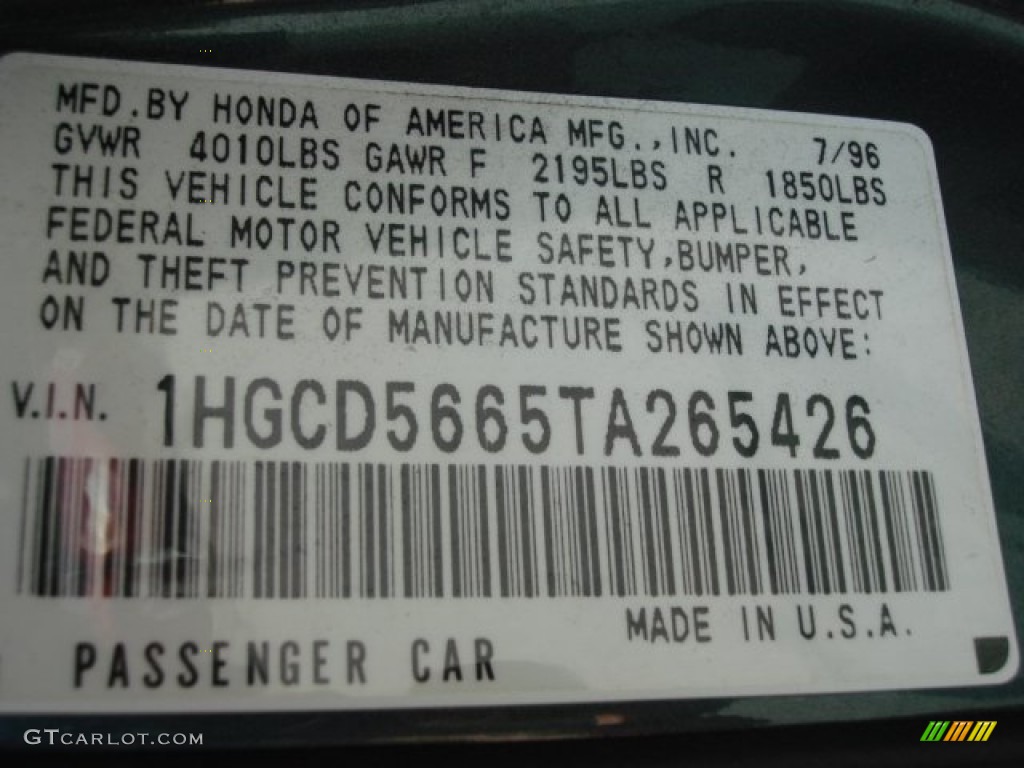 MFD.BY HONDA OF AMERICA MFG.,INC. 7/96
GVWR 4010LBS GAWR F 2195LBS R 1850LBS
THIS VEHICLE CONFORMS TO ALL APPLICABLE
FEDERAL MOTOR VEHICLE SAFETY,BUMPER,
AND THEFT PREVENTION STANDARDS IN EFFECT
ON THE DATE OF MANUFACTURE SHOWN ABOVE:
V.I.N. 1HGCD5665TA265426
MADE IN U.S.A.
PASSENGER CAR
GTCARLOT.COM